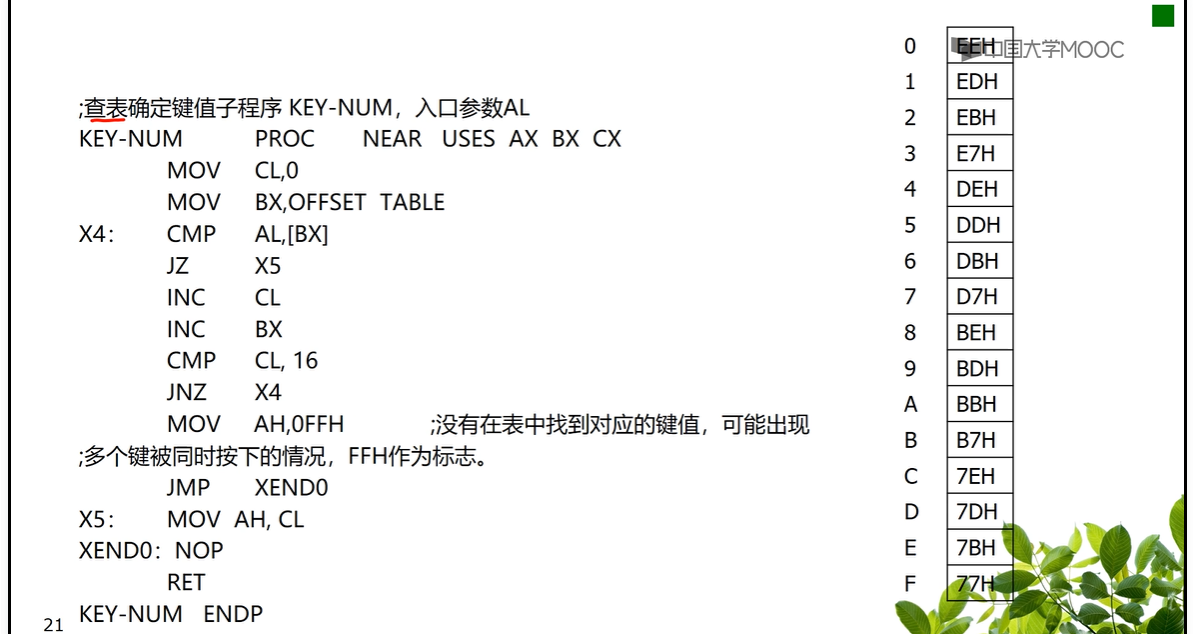 ;查表确定键值子程序 KEY-NUM，入口参数AL
KEY-NUM PROC NEAR USES AX BX CX
MOV CL,0
MOV BX,OFFSET TABLE
X4： CMP AL,[BX]
JZ X5
INC CL
INC BX
CMP CL, 16
JNZ X4
MOV AH,0FFH ;没有在表中找到对应的键值，可能出现
;多个键被同时按下的情况，FFH作为标志。
JMP XEND0
X5： MOV AH, CL
XEND0：NOP
RET
KEY-NUM ENDP
21
0 EEH
中国大学MOOC
1 EDH
2 EBH
3 E7H
4 DEH
5 DDH
6 DBH
7 D7H
8 BEH
9 BDH
A BBH
B B7H
C 7EH
D 7DH
E 7BH
F 77H